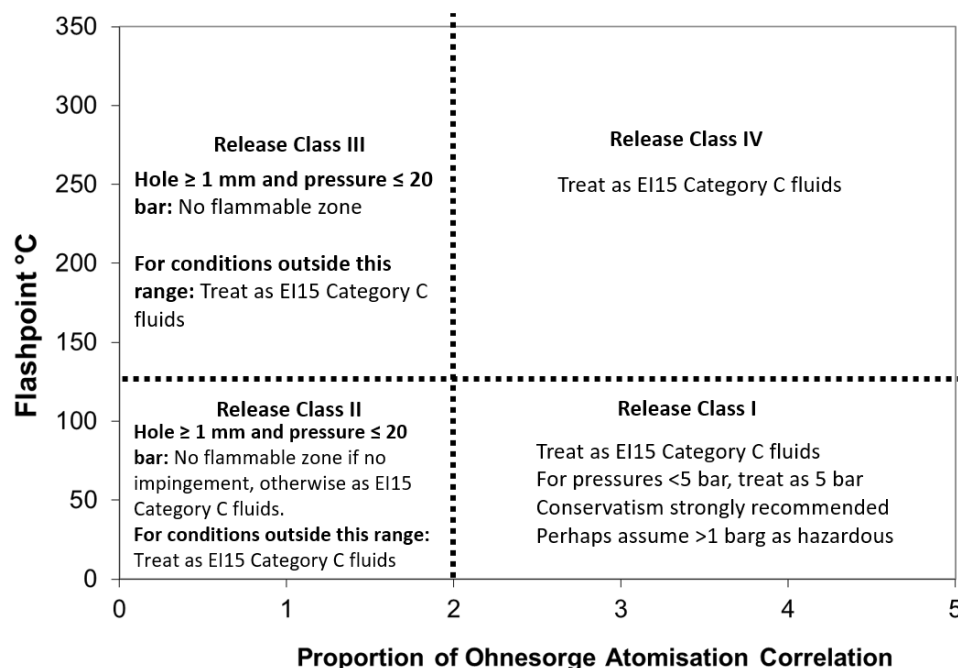 350
300
250
200
150
100
50
0
Flashpoint °C
Release Class III
Hole ≥ 1 mm and pressure ≤ 20
bar: No flammable zone
For conditions outside this
range: Treat as EI15 Category C
fluids
Release Class IV
Treat as EI15 Category C fluids
Release Class II
Hole ≥ 1 mm and pressure ≤ 20
bar: No flammable zone if no
impingement, otherwise as EI15
Category C fluids.
For conditions outside this range:
Treat as EI15 Category C fluids
Release Class I
Treat as EI15 Category C fluids
For pressures <5 bar, treat as 5 bar
Conservatism strongly recommended
Perhaps assume >1 barg as hazardous
0 1 2 3 4 5
Proportion of Ohnesorge Atomisation Correlation